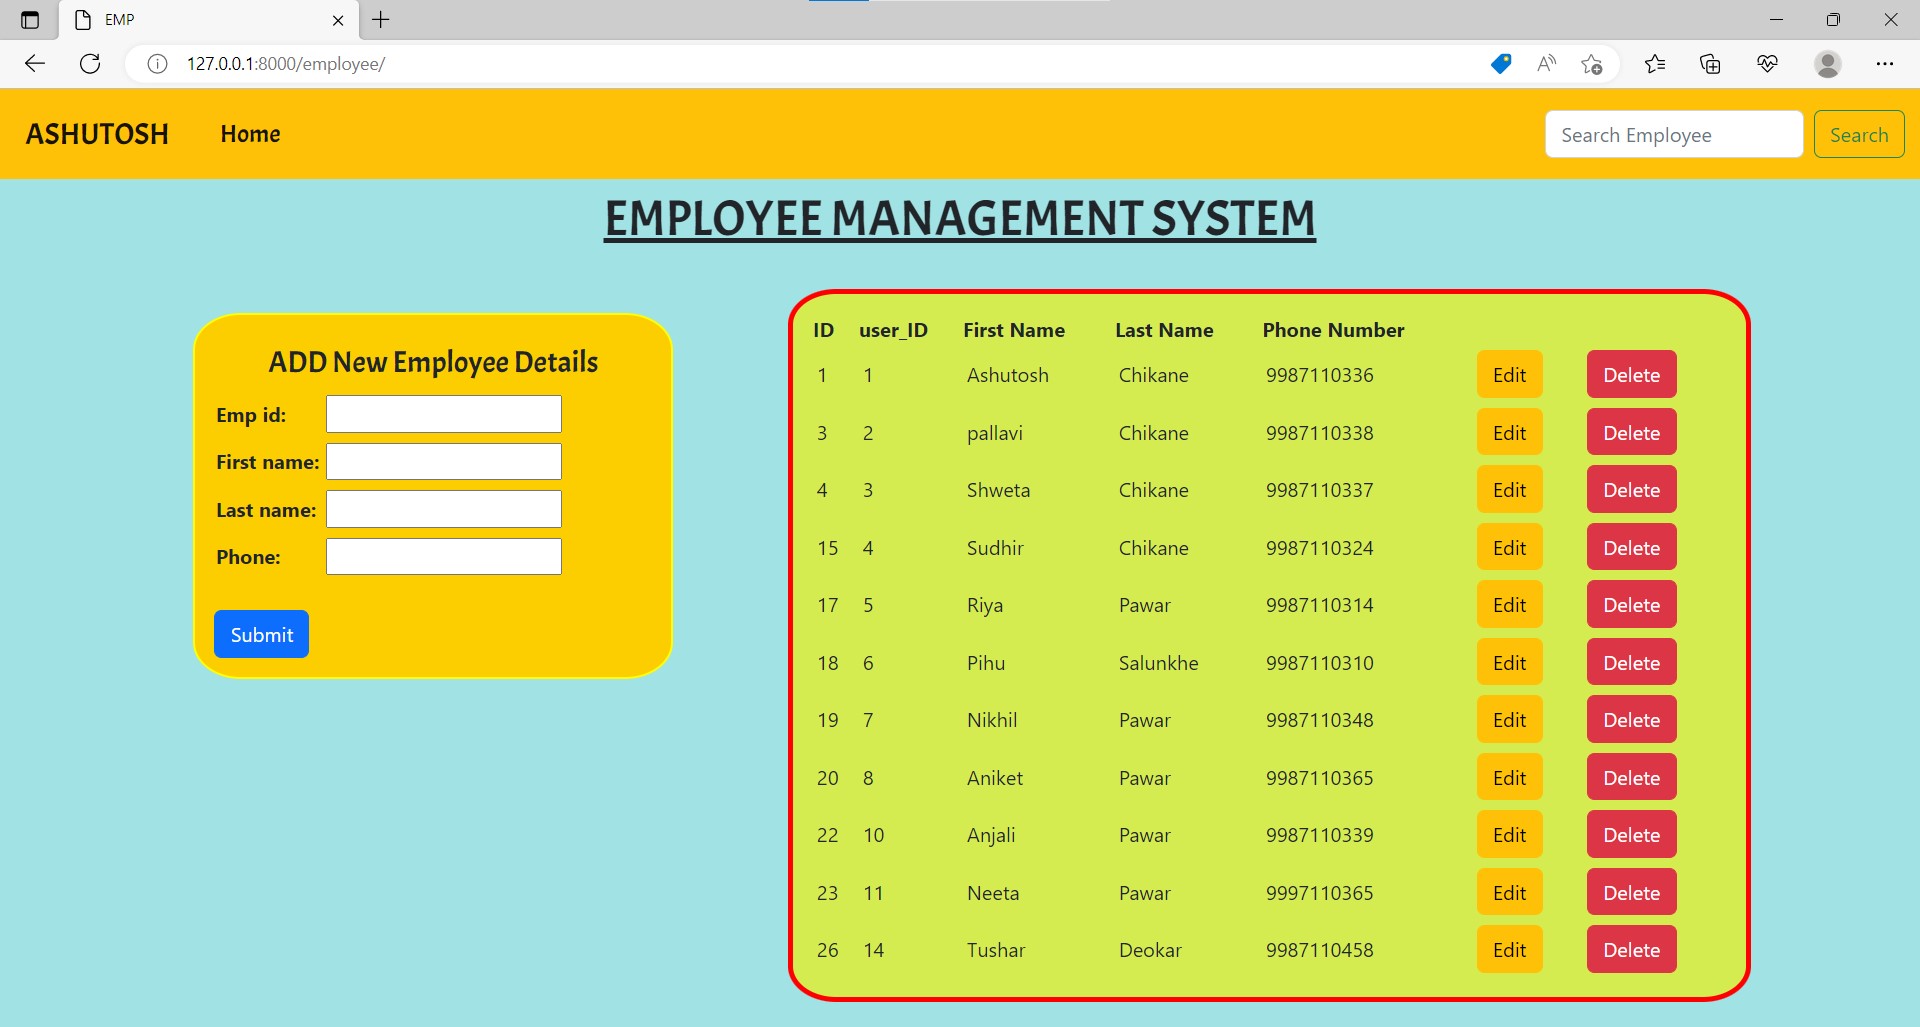 EMP
127.0.0.1:8000/employee/
ASHUTOSH Home Search Employee Search
EMPLOYEE MANAGEMENT SYSTEM
ADD New Employee Details
Emp id:
First name:
Last name:
Phone:
Submit
ID user_ID First Name Last Name Phone Number
1 1 Ashutosh Chikane 9987110336 Edit Delete
3 2 pallavi Chikane 9987110338 Edit Delete
4 3 Shweta Chikane 9987110337 Edit Delete
15 4 Sudhir Chikane 9987110324 Edit Delete
17 5 Riya Pawar 9987110314 Edit Delete
18 6 Pihu Salunkhe 9987110310 Edit Delete
19 7 Nikhil Pawar 9987110348 Edit Delete
20 8 Aniket Pawar 9987110365 Edit Delete
22 10 Anjali Pawar 9987110339 Edit Delete
23 11 Neeta Pawar 9997110365 Edit Delete
26 14 Tushar Deokar 9987110458 Edit Delete